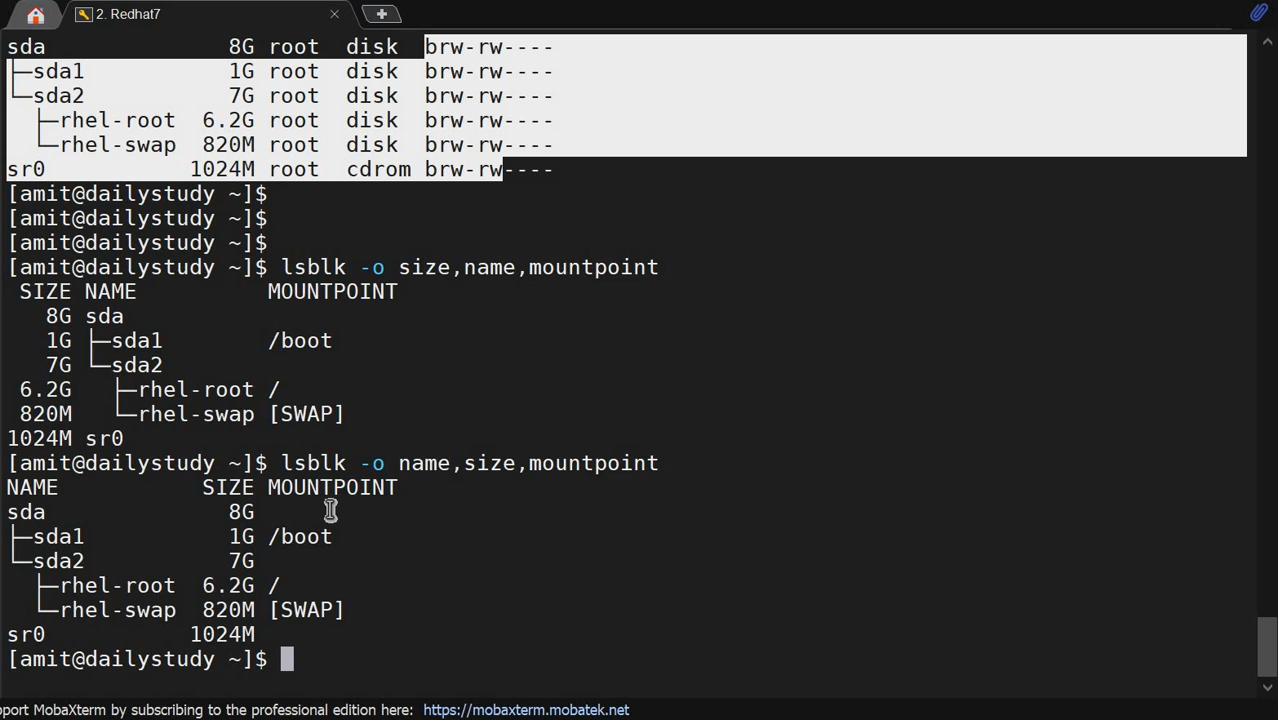 2. Redhat7
sda 8G root disk brw-rw----
├─sda1 1G root disk brw-rw----
└─sda2 7G root disk brw-rw----
  ├─rhel-root 6.2G root disk brw-rw----
  └─rhel-swap 820M root disk brw-rw----
sr0 1024M root cdrom brw-rw----
[amit@dailystudy ~]$
[amit@dailystudy ~]$
[amit@dailystudy ~]$
[amit@dailystudy ~]$ lsblk -o size,name,mountpoint
SIZE NAME MOUNTPOINT
8G sda
1G ├─sda1 /boot
7G └─sda2
6.2G   ├─rhel-root /
820M   └─rhel-swap [SWAP]
1024M sr0
[amit@dailystudy ~]$ lsblk -o name,size,mountpoint
NAME SIZE MOUNTPOINT
sda 8G
├─sda1 1G /boot
└─sda2 7G
  ├─rhel-root 6.2G /
  └─rhel-swap 820M [SWAP]
sr0 1024M
[amit@dailystudy ~]$
port MobaXterm by subscribing to the professional edition here: https://mobaxterm.mobatek.net